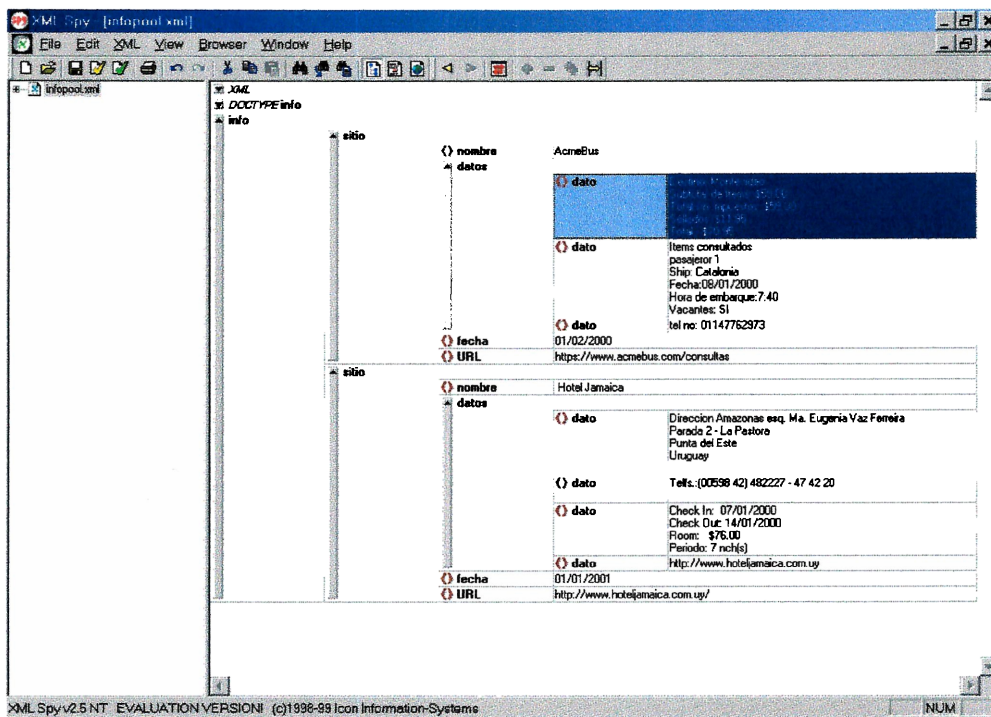 XML Spy - [infopool.xml]
File Edit XML View Browser Window Help
infopool.xml
XML
DOCTYPE info
info
sitio
nombre AcmeBus
datos
dato
dato Items consultados
pasajeror 1
Ship: Catalonia
Fecha:08/01/2000
Hora de embarque:7:40
Vacantes: SI
dato tel no: 01147762973
fecha 01/02/2000
URL https://www.acmebus.com/consultas
sitio
nombre Hotel Jamaica
datos
dato Direccion Amazonas esq. Ma. Eugenia Vaz Ferreira
Parada 2 - La Pastora
Punta del Este
Uruguay
dato Telfs.:(00598 42) 482227 - 47 42 20
dato Check In: 07/01/2000
Check Out: 14/01/2000
Room: $76.00
Periodo: 7 nch(s)
dato http://www.hoteljamaica.com.uy
fecha 01/01/2001
URL http://www.hoteljamaica.com.uy/
XML Spy v2.5 NT EVALUATION VERSION! (c)1998-99 Icon Information-Systems NUM